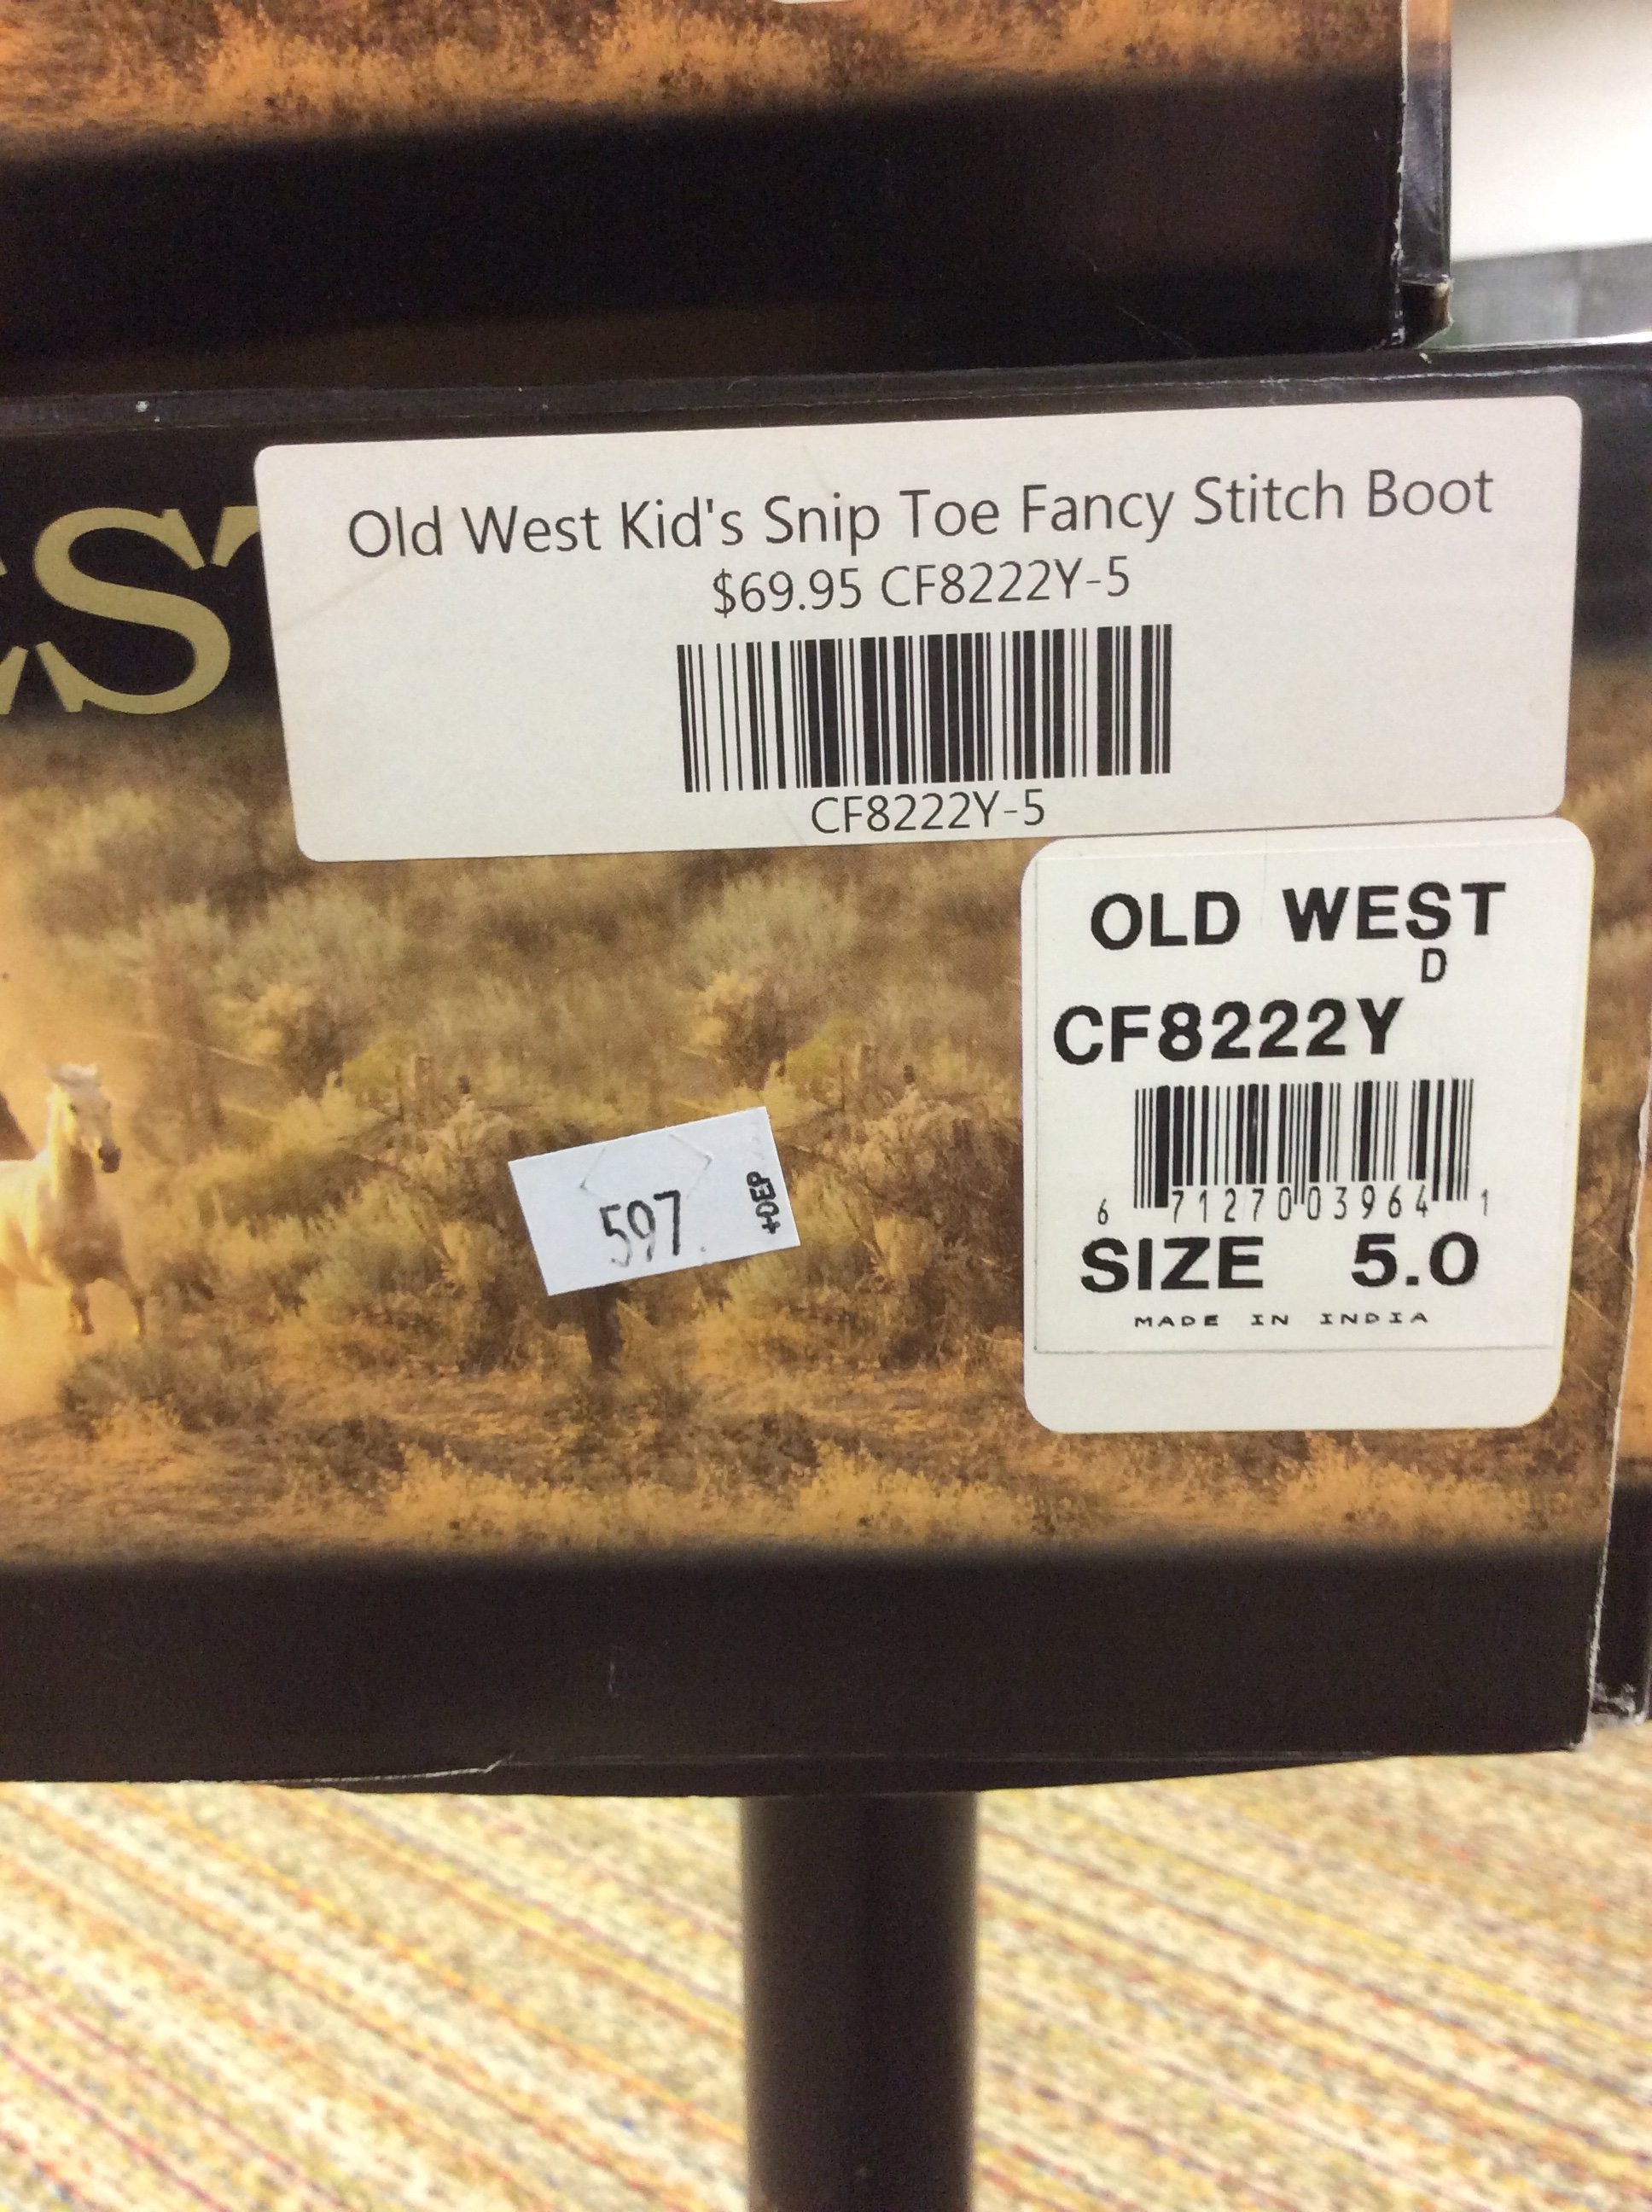 Old West Kid's Snip Toe Fancy Stitch Boot
$69.95 CF8222Y-5
CF8222Y-5
OLD WEST
D
CF8222Y
6 71270 03964 1
SIZE 5.0
MADE IN INDIA
597
+DEP